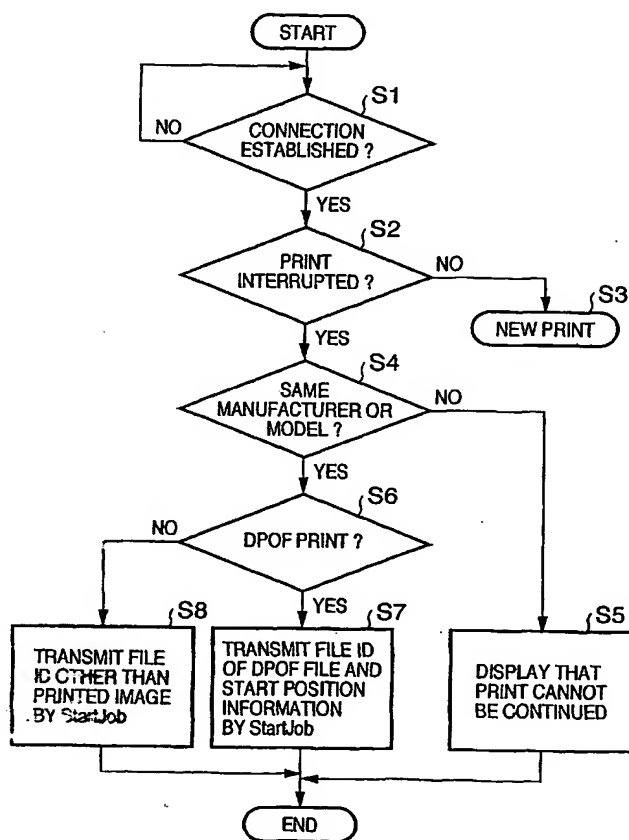 START
S1
NO
CONNECTION
ESTABLISHED ?
YES
S2
PRINT
INTERRUPTED ?
NO
S3
NEW PRINT
YES
S4
SAME
MANUFACTURER OR
MODEL ?
NO
YES
S6
NO
DPOF PRINT ?
S8
YES
S7
S5
TRANSMIT FILE
ID OTHER THAN
PRINTED IMAGE
BY StartJob
TRANSMIT FILE ID
OF DPOF FILE AND
START POSITION
INFORMATION
BY StartJob
DISPLAY THAT
PRINT CANNOT
BE CONTINUED
END